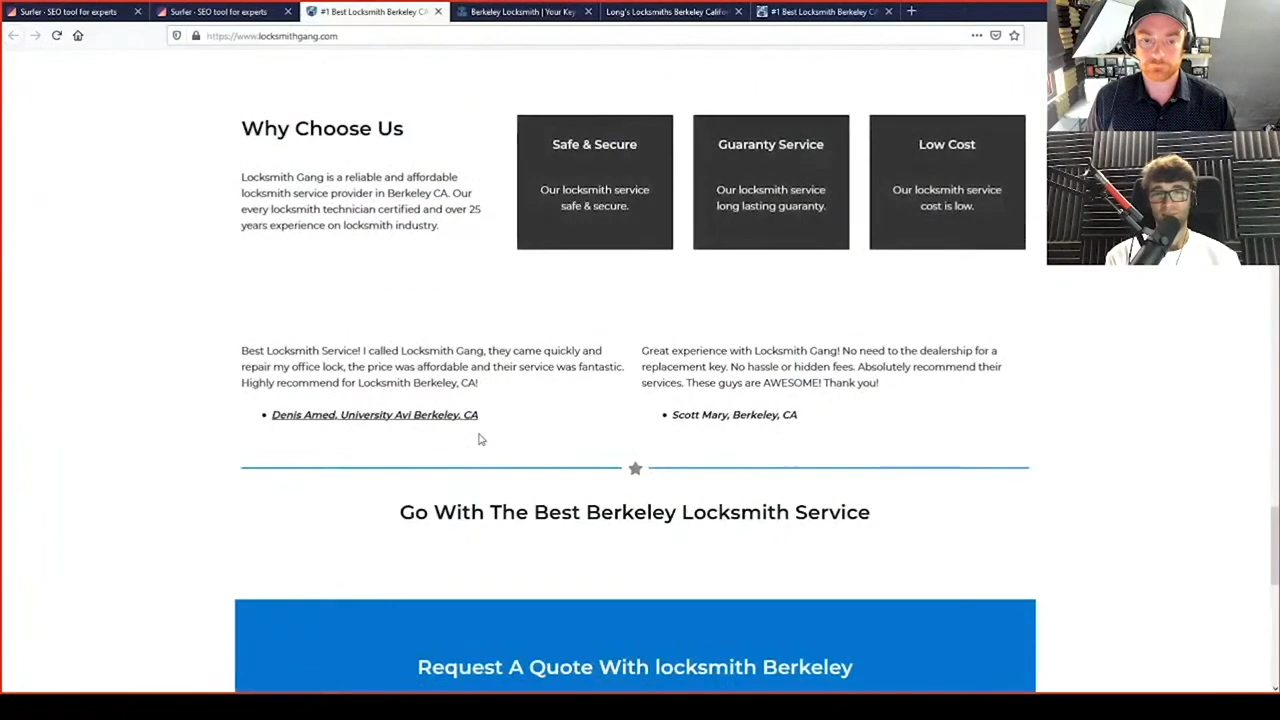 Surfer · SEO tool for experts
Surfer · SEO tool for experts
#1 Best Locksmith Berkeley CA
Berkeley Locksmith | Your Key
Long's Locksmiths Berkeley Califor
#1 Best Locksmith Berkeley CA
https://www.locksmithgang.com
Why Choose Us
Locksmith Gang is a reliable and affordable
locksmith service provider in Berkeley CA. Our
every locksmith technician certified and over 25
years experience on locksmith industry.
Safe & Secure
Our locksmith service
safe & secure.
Guaranty Service
Our locksmith service
long lasting guaranty.
Low Cost
Our locksmith service
cost is low.
Best Locksmith Service! I called Locksmith Gang, they came quickly and
repair my office lock, the price was affordable and their service was fantastic.
Highly recommend for Locksmith Berkeley, CA!
Denis Amed, University Avi Berkeley, CA
Great experience with Locksmith Gang! No need to the dealership for a
replacement key. No hassle or hidden fees. Absolutely recommend their
services. These guys are AWESOME! Thank you!
Scott Mary, Berkeley, CA
Go With The Best Berkeley Locksmith Service
Request A Quote With locksmith Berkeley